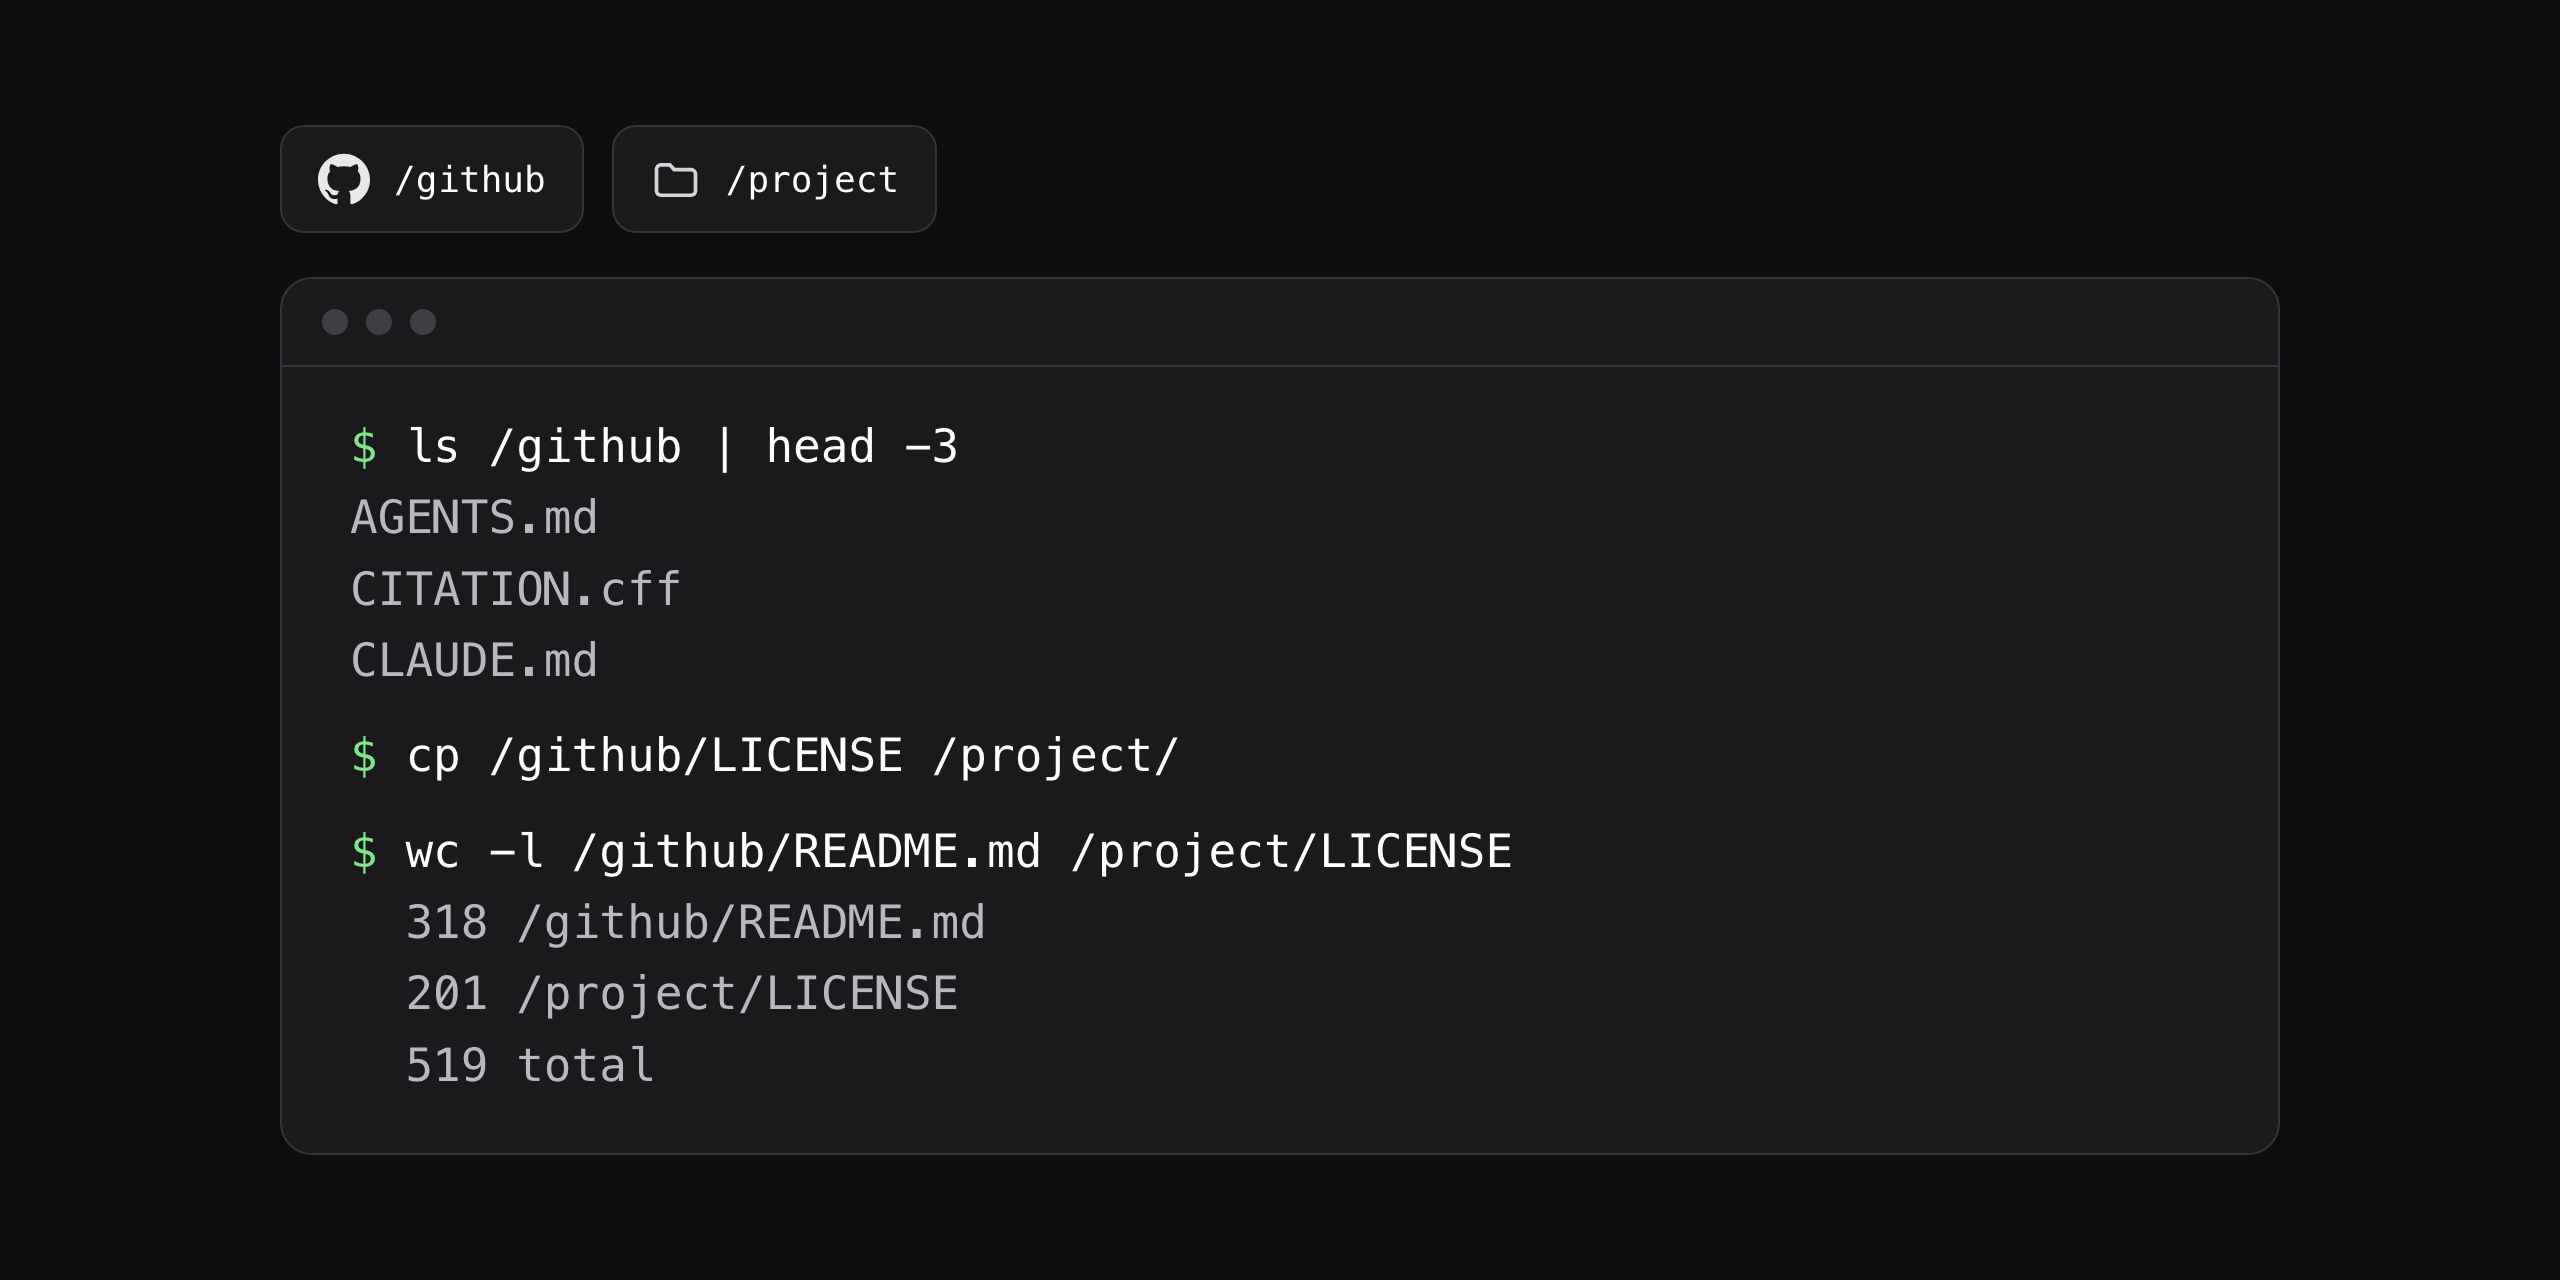 /github
/project
$ ls /github | head -3
AGENTS.md
CITATION.cff
CLAUDE.md
$ cp /github/LICENSE /project/
$ wc -l /github/README.md /project/LICENSE
318 /github/README.md
201 /project/LICENSE
519 total